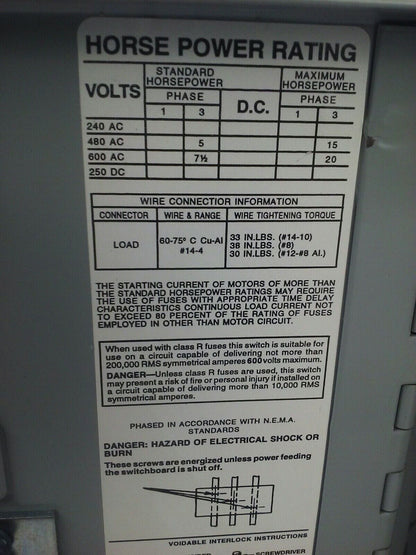 HORSE POWER RATING
VOLTS
STANDARD HORSEPOWER
D.C.
MAXIMUM HORSEPOWER
PHASE
PHASE
1 3
1 3
240 AC
480 AC 5 15
600 AC 7½ 20
250 DC
WIRE CONNECTIOR INFORMATION
CONNECTOR WIRE & RANGE WIRE TIGHTENING TORQUE
LOAD
60-75° C Cu-Al
#14-4
33 IN.LBS. (#14-10)
38 IN.LBS. (#8)
30 IN.LBS. (#12-#8 Al.)
THE STARTING CURRENT OF MOTORS OF MORE THAN
THE STANDARD HORSEPOWER RATINGS MAY REQUIRE
THE USE OF FUSES WITH APPROPRIATE TIME DELAY
CHARACTERISTICS CONTINUOUS LOAD CURRENT NOT
TO EXCEED 80 PERCENT OF THE RATING OF FUSES
EMPLOYED IN OTHER THAN MOTOR CIRCUIT.
When used with class R fuses this switch is suitable for
use on a circuit capable of delivering not more than
200,000 RMS symmetrical amperes 600 volts maximum.
DANGER—Unless class R fuses are used, this switch
may present a risk of fire or personal injury if installed on
a circuit capable of delivering more than 10,000 RMS
symmetrical amperes.
PHASED IN ACCORDANCE WITH N.E.M.A.
STANDARDS
DANGER: HAZARD OF ELECTRICAL SHOCK OR
BURN
These screws are energized unless power feeding
the switchboard is shut off.
VOIDABLE INTERLOCK INSTRUCTIONS
SCREWDRIVER